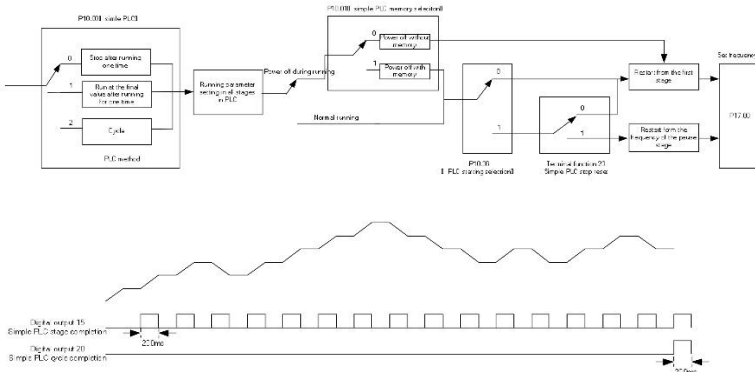 P10.00【simple PLC】
0
Stop after running
one time
1
Run at the final
value after running
for one time
2
Cycle
PLC method
Running parameter
setting in all stages
in PLC
Power off during running
P10.01【simple PLC memory selection】
0
Power off without
memory
1
Power off with
memory
Normal running
0
1
PLC starting selection】
0
1
Terminal function 23
Simple PLC stop reset
Restart from the first
stage
Restart form the
frequency of the pause
stage
Set frequency
P17.00
Digital output 15
Simple PLC stage completion
200ms
Digital output 20
Simple PLC cycle completion
200ms